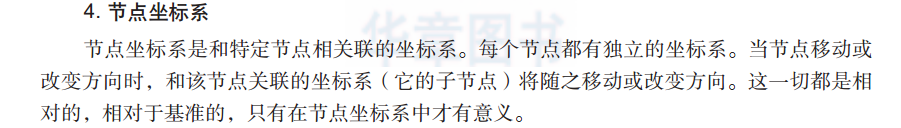 4. 节点坐标系
华章图书
节点坐标系是和特定节点相关联的坐标系。每个节点都有独立的坐标系。当节点移动或
改变方向时，和该节点关联的坐标系（它的子节点）将随之移动或改变方向。这一切都是相
对的，相对于基准的，只有在节点坐标系中才有意义。